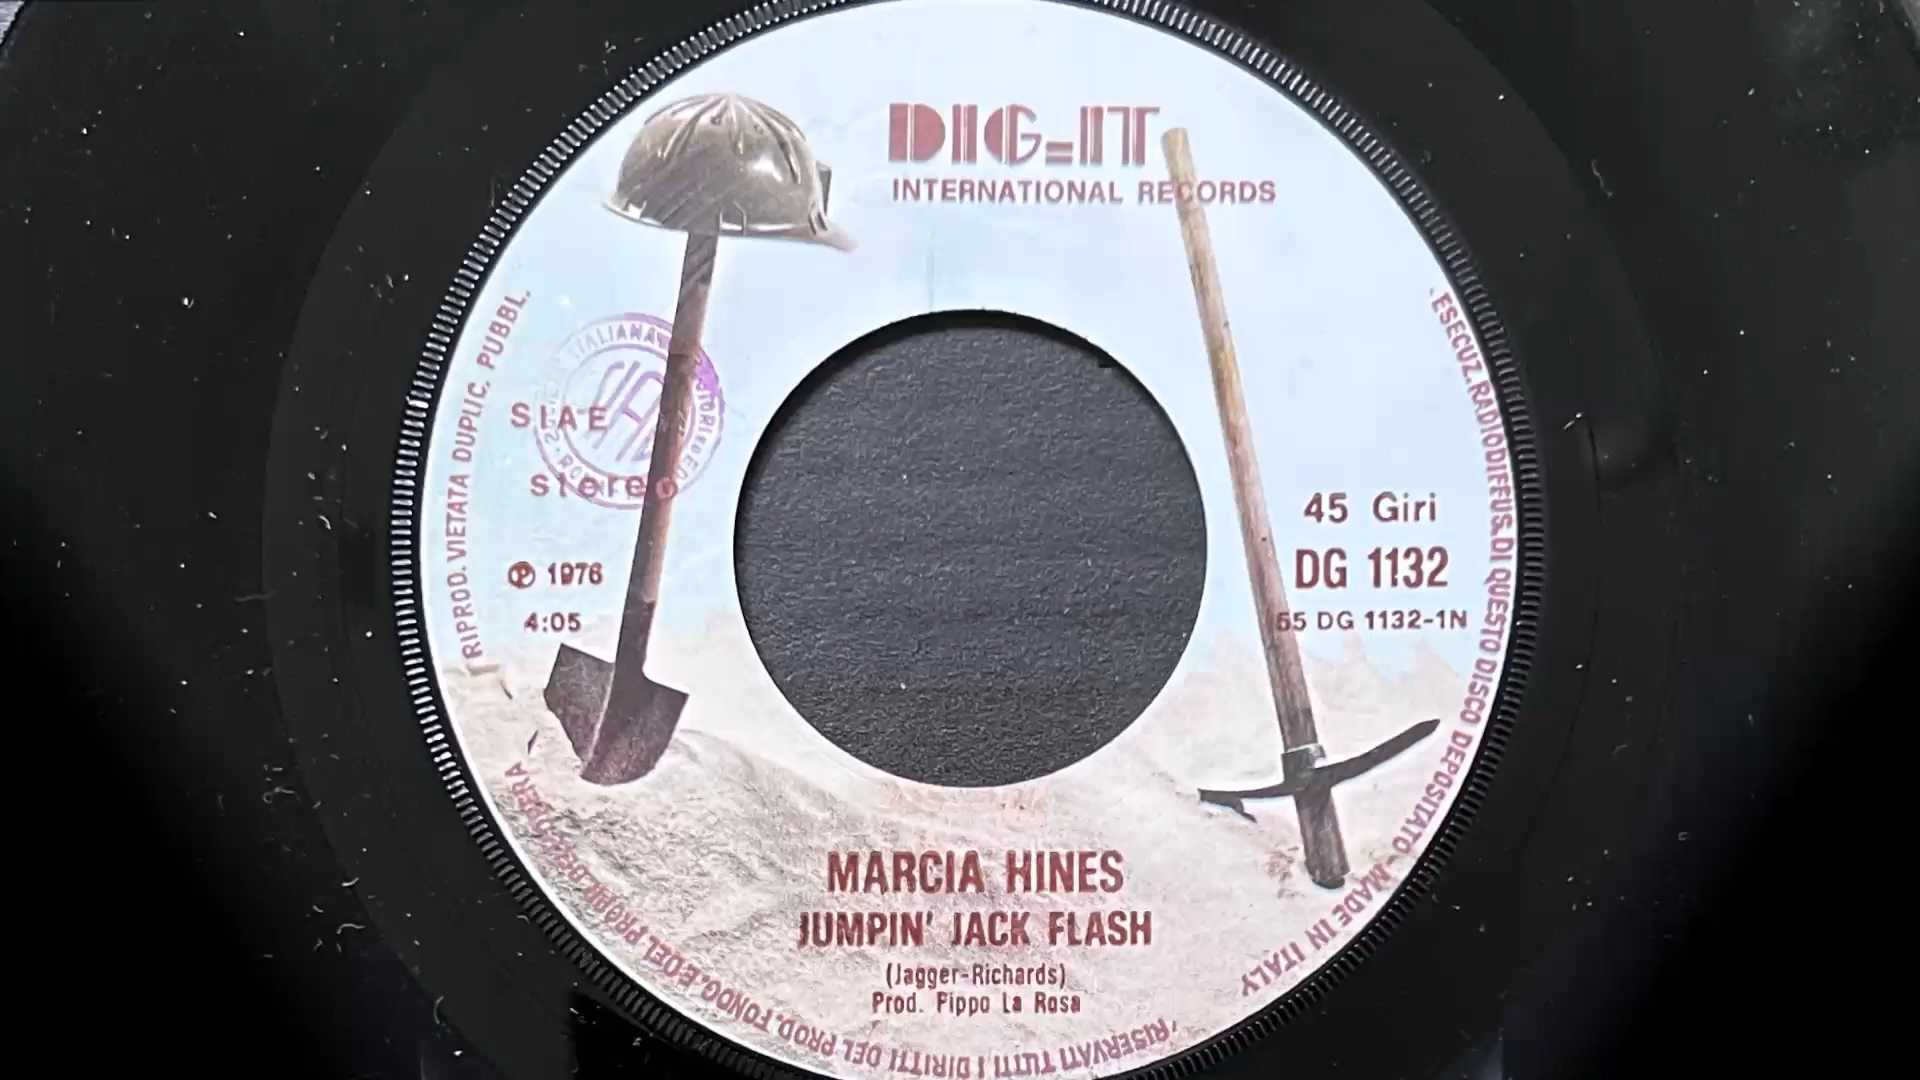 DIG-IT
INTERNATIONAL RECORDS
SIAE
stereo
℗ 1976
4:05
45 Giri
DG 1132
55 DG 1132-1N
MARCIA HINES
JUMPIN' JACK FLASH
(Jagger-Richards)
Prod. Pippo La Rosa
RISERVATI TUTTI I DIRITTI DEL PROD. FONDG. E DEL PROPR. DELL'OPERA
RIPROD. VIETATA DUPLIC. PUBBL.
. ESECUZ. RADIODIFFUS. DI QUESTO DISCO DEPOSITATO - MADE IN ITALY
ITALIANA